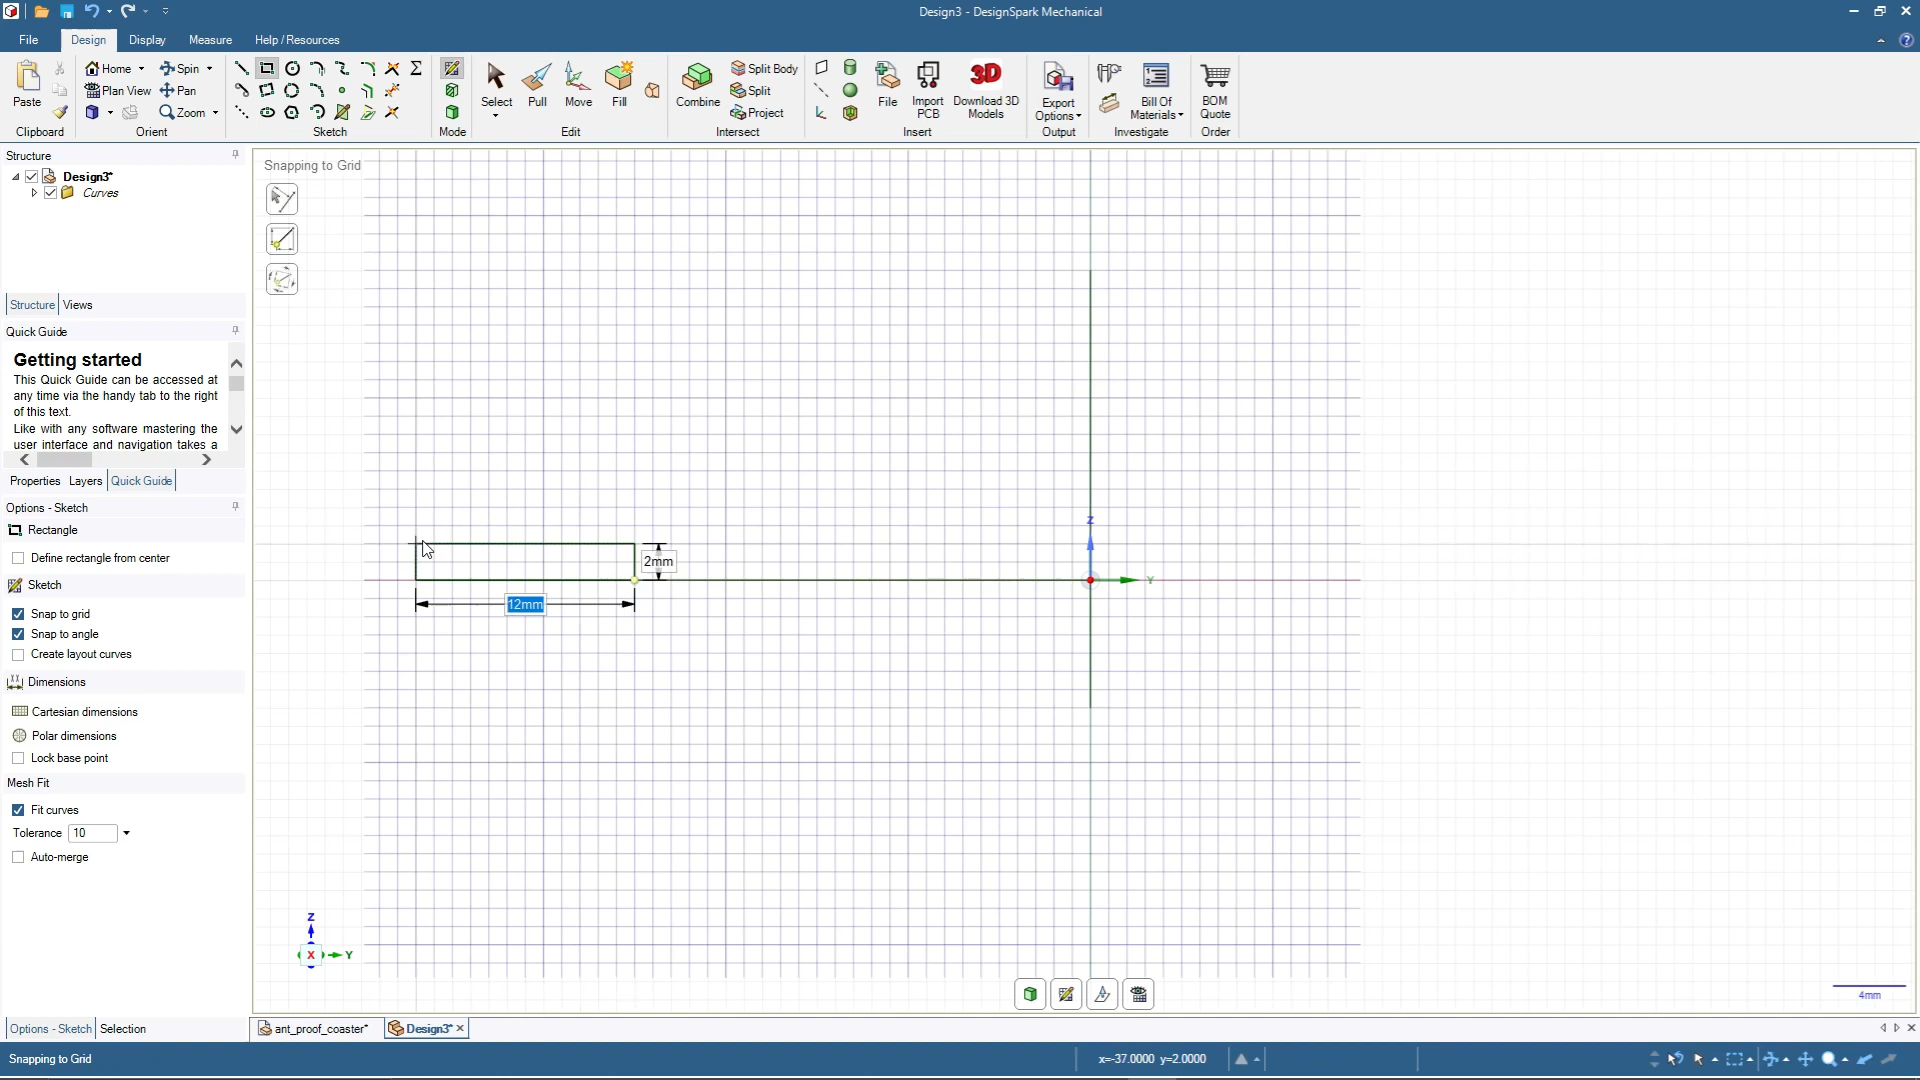 Design3 - DesignSpark Mechanical
File
Design
Display
Measure
Help / Resources
Paste
Clipboard
Home
Spin
Plan View
Pan
Zoom
Orient
Sketch
Mode
Select
Pull
Move
Fill
Edit
Combine
Split Body
Split
Project
Intersect
File
Import PCB
3D
Download 3D Models
Insert
Export Options
Output
Bill Of Materials
Investigate
BOM Quote
Order
Structure
Design3*
Curves
Structure
Views
Quick Guide
Getting started
This Quick Guide can be accessed at
any time via the handy tab to the right
of this text.
Like with any software mastering the
user interface and navigation takes a
Properties
Layers
Quick Guide
Options - Sketch
Rectangle
Define rectangle from center
Sketch
Snap to grid
Snap to angle
Create layout curves
Dimensions
Cartesian dimensions
Polar dimensions
Lock base point
Mesh Fit
Fit curves
Tolerance 10
Auto-merge
Options - Sketch
Selection
Snapping to Grid
2mm
12mm
Z
Y
Z
X
Y
4mm
ant_proof_coaster*
Design3*
Snapping to Grid
x=-37.0000 y=2.0000